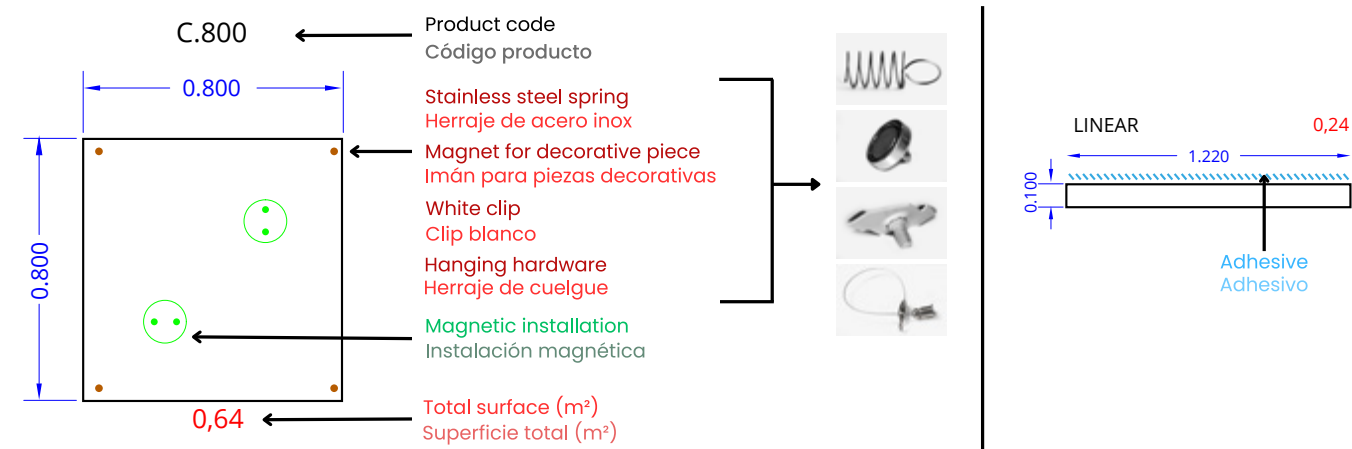 C.800
0.800
0.800
0,64
Product code
Código producto
Stainless steel spring
Herraje de acero inox
Magnet for decorative piece
Imán para piezas decorativas
White clip
Clip blanco
Hanging hardware
Herraje de cuelgue
Magnetic installation
Instalación magnética
Total surface (m²)
Superficie total (m²)
LINEAR 0,24
1.220
0.100
Adhesive
Adhesivo